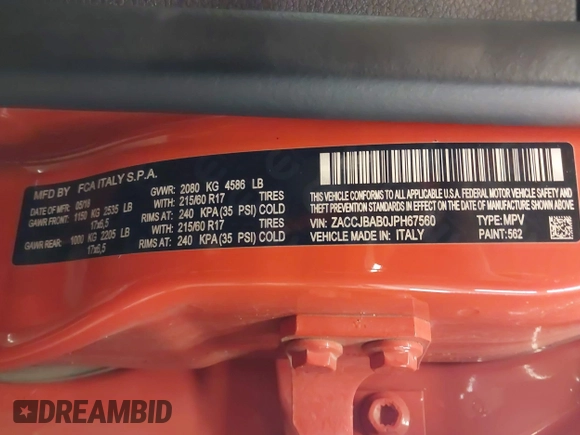 MFD BY FCA ITALY S.P.A.
DATE OF MFR 05/18 GVWR: 2080 KG 4586 LB
GAWR FRONT: 1150 KG 2535 LB WITH: 215/60 R17 TIRES
17x6,5 RIMS AT: 240 KPA (35 PSI) COLD
GAWR REAR: 1000 KG 2205 LB WITH: 215/60 R17 TIRES
17x6,5 RIMS AT: 240 KPA (35 PSI) COLD
THIS VEHICLE CONFORMS TO ALL APPLICABLE FEDERAL MOTOR VEHICLE SAFETY
AND THEFT PREVENTION STANDARDS IN EFFECT ON THE DATE OF MFR SHOWN ABOVE
VIN: ZACCJBAB0JPH67560 TYPE: MPV
VEHICLE MADE IN: ITALY PAINT: 562
DREAMBID